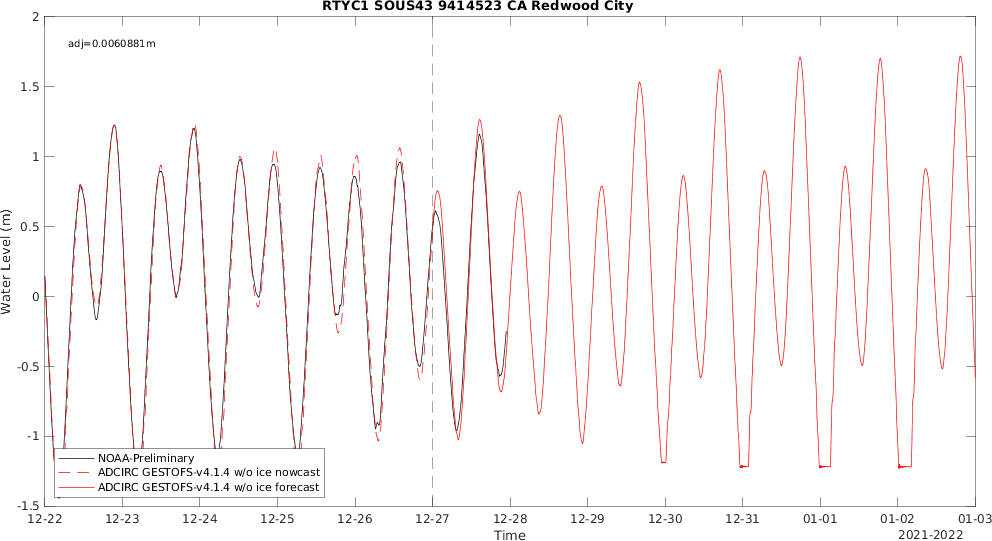 RTYC1 SOUS43 9414523 CA Redwood City
adj=0.0060881m
2
1.5
1
0.5
0
-0.5
-1
-1.5
Water Level (m)
NOAA-Preliminary
ADCIRC GESTOFS-v4.1.4 w/o ice nowcast
ADCIRC GESTOFS-v4.1.4 w/o ice forecast
12-22 12-23 12-24 12-25 12-26 12-27 12-28 12-29 12-30 12-31 01-01 01-02 01-03
Time
2021-2022